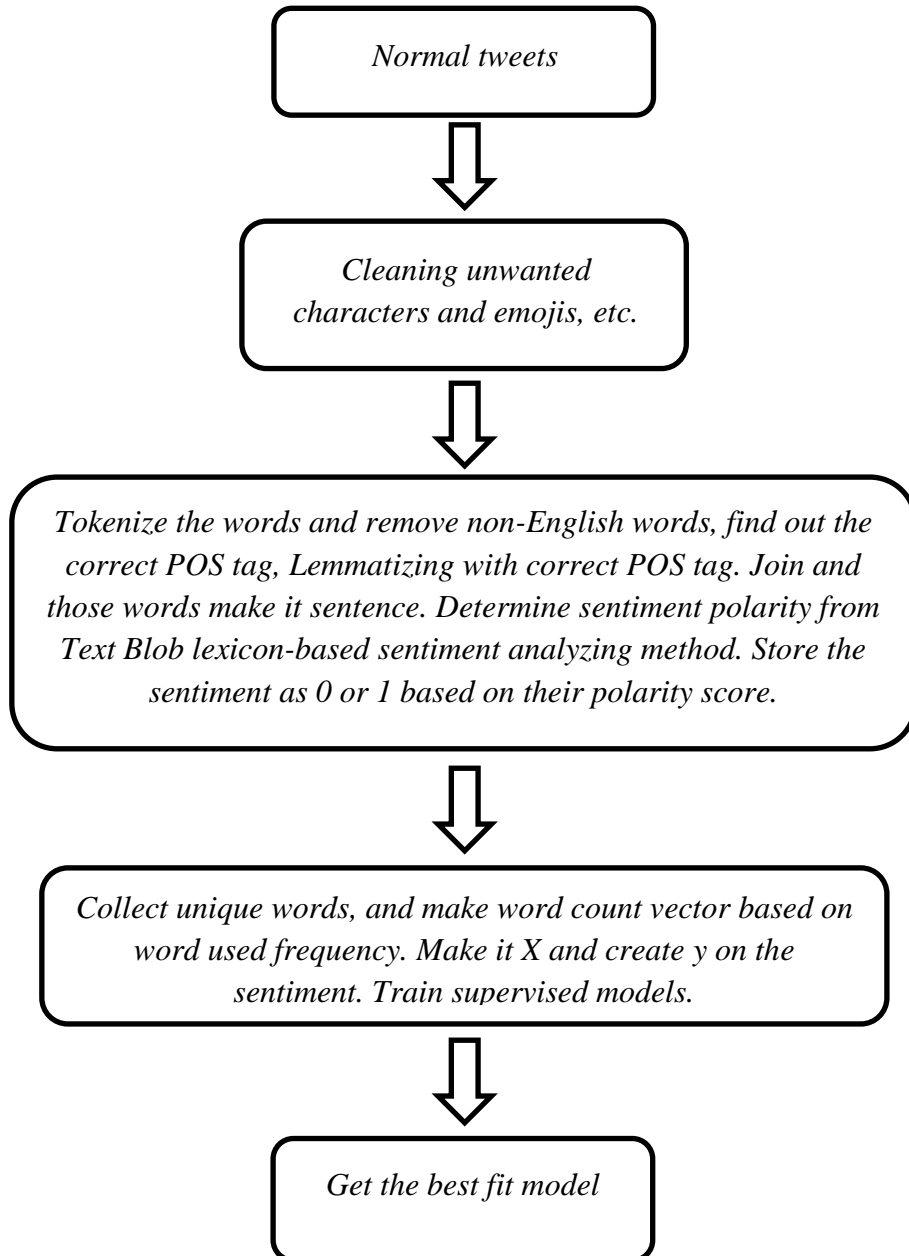 Normal tweets
Cleaning unwanted
characters and emojis, etc.
Tokenize the words and remove non-English words, find out the
correct POS tag, Lemmatizing with correct POS tag. Join and
those words make it sentence. Determine sentiment polarity from
Text Blob lexicon-based sentiment analyzing method. Store the
sentiment as 0 or 1 based on their polarity score.
Collect unique words, and make word count vector based on
word used frequency. Make it X and create y on the
sentiment. Train supervised models.
Get the best fit model